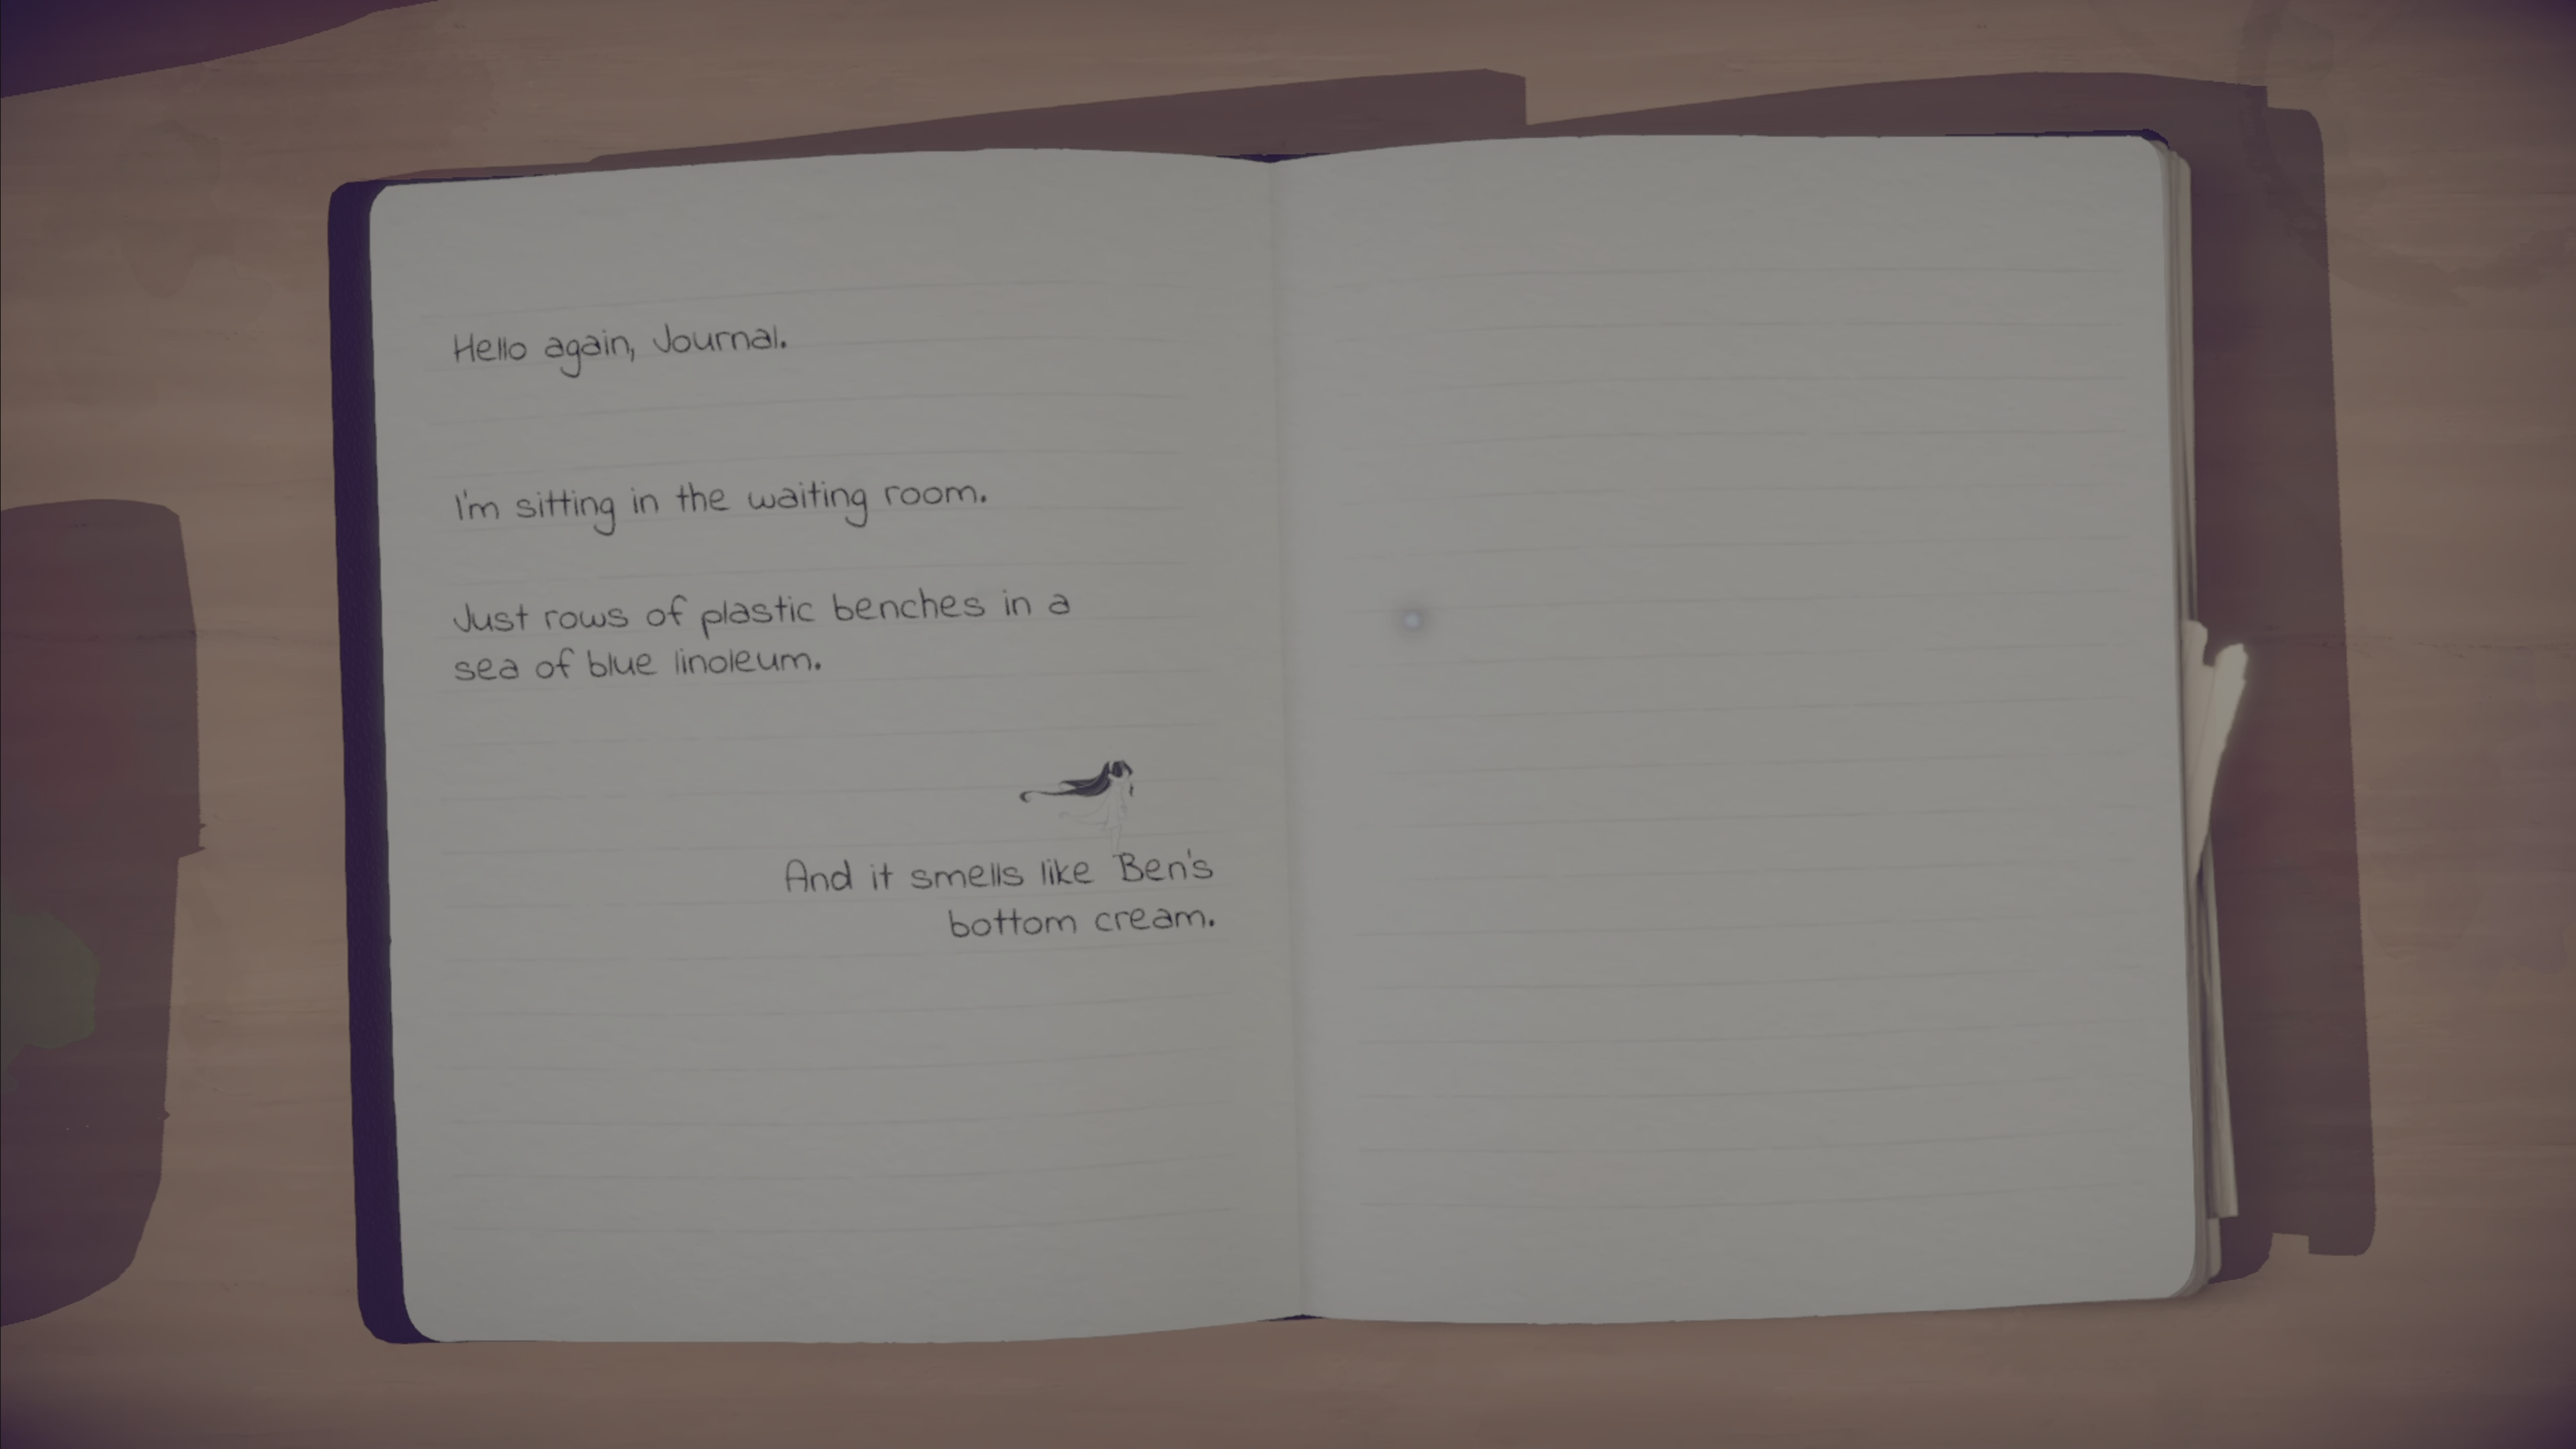 Hello again, Journal.
I'm sitting in the waiting room.
Just rows of plastic benches in a
sea of blue linoleum.
And it smells like Ben's
bottom cream.